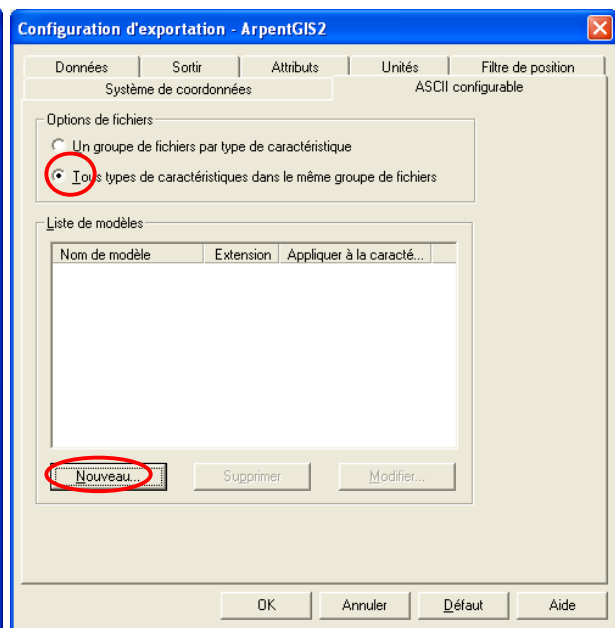 Configuration d'exportation - ArpentGIS2
Données Sortir Attributs Unités Filtre de position
Système de coordonnées ASCII configurable
Options de fichiers
Un groupe de fichiers par type de caractéristique
Tous types de caractéristiques dans le même groupe de fichiers
Liste de modèles
Nom de modèle Extension Appliquer à la caracté...
Nouveau... Supprimer Modifier...
OK Annuler Défaut Aide